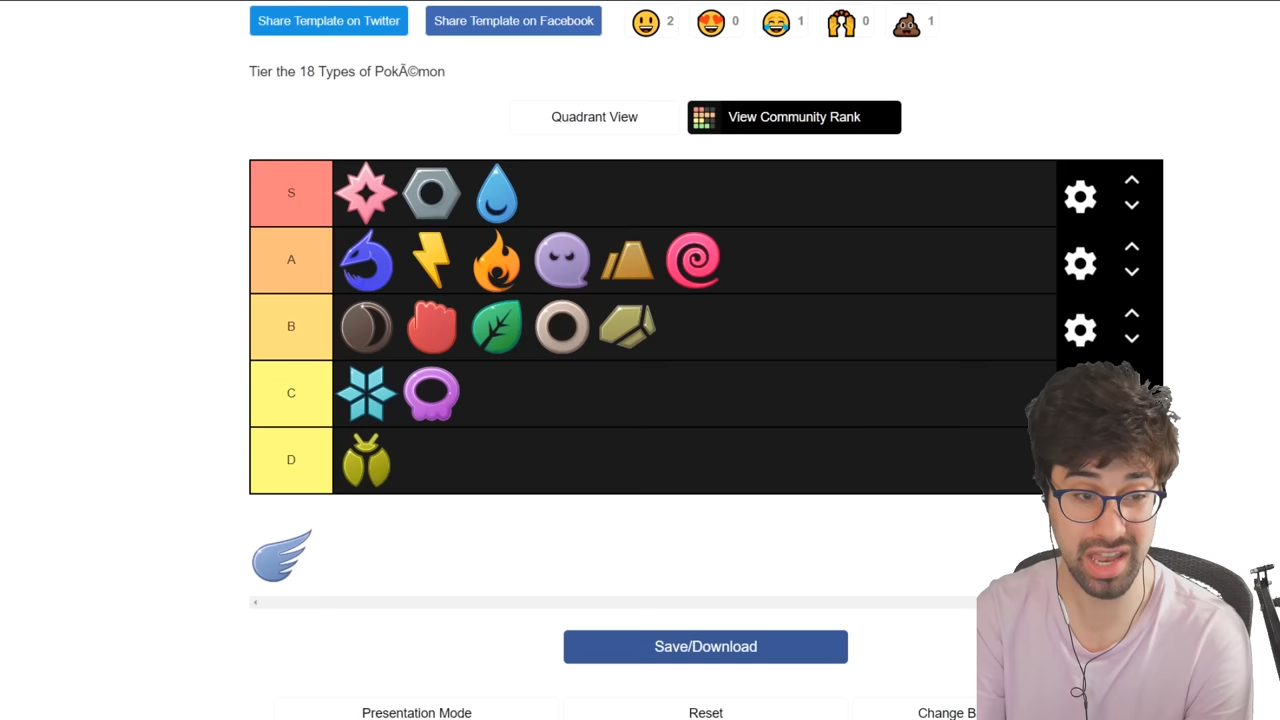 Share Template on Twitter
Share Template on Facebook
2
0
1
0
1
Tier the 18 Types of PokÃ©mon
Quadrant View
View Community Rank
S
A
B
C
D
Save/Download
Presentation Mode
Reset
Change B